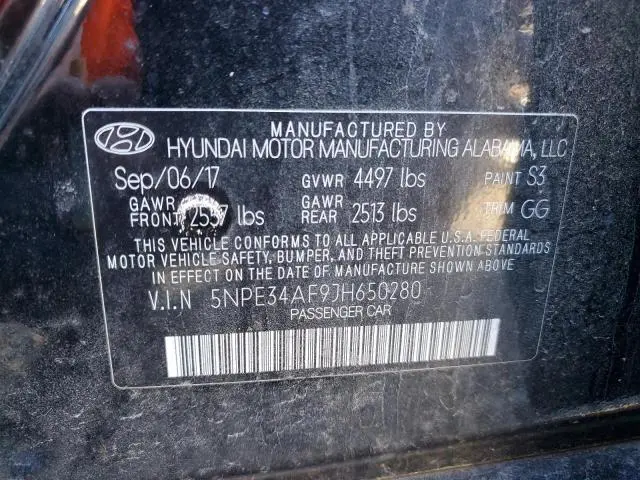 MANUFACTURED BY
HYUNDAI MOTOR MANUFACTURING ALABAMA, LLC
Sep/06/17 GVWR 4497 lbs PAINT S3
GAWR FRONT 2557 lbs GAWR REAR 2513 lbs TRIM GG
THIS VEHICLE CONFORMS TO ALL APPLICABLE U.S.A. FEDERAL
MOTOR VEHICLE SAFETY, BUMPER, AND THEFT PREVENTION STANDARDS
IN EFFECT ON THE DATE OF MANUFACTURE SHOWN ABOVE.
V.I.N 5NPE34AF9JH650280
PASSENGER CAR